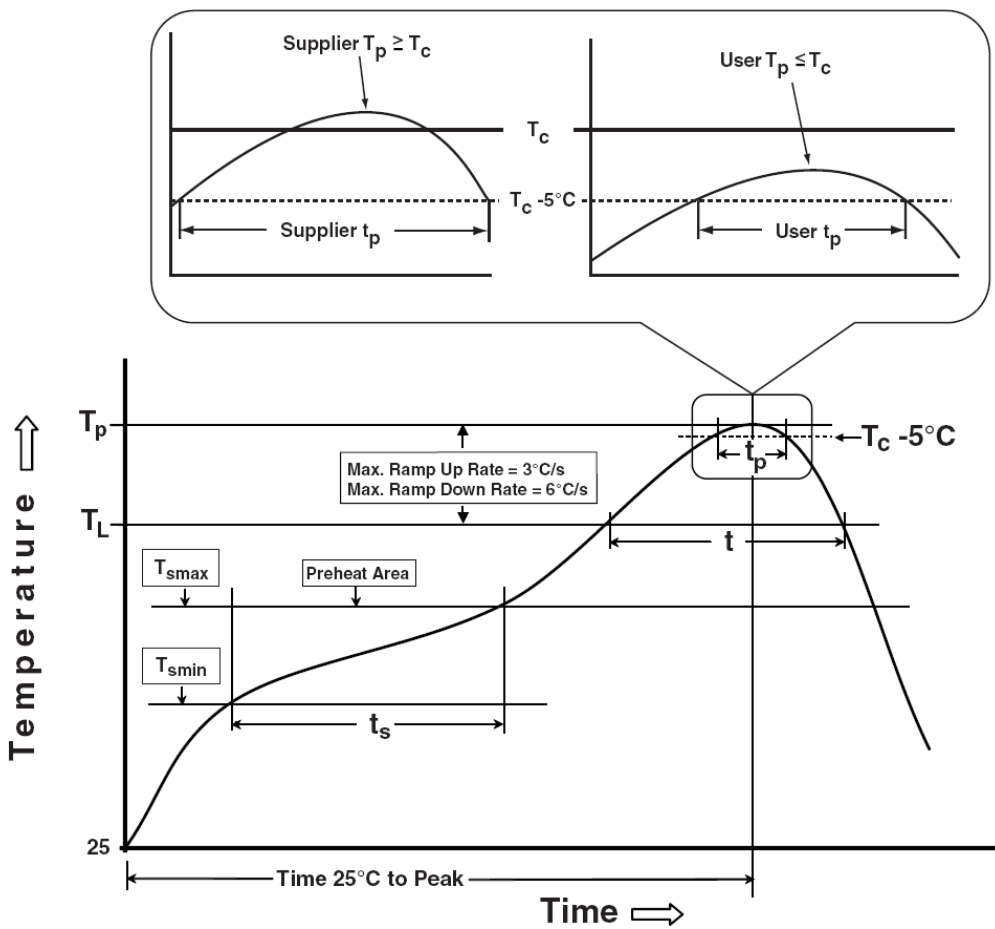 Supplier Tp ≥ Tc
User Tp ≤ Tc
Tc
Tc -5°C
Supplier tp
User tp
Tp
Tc -5°C
tp
Max. Ramp Up Rate = 3°C/s
Max. Ramp Down Rate = 6°C/s
TL
t
Tsmax
Preheat Area
Tsmin
ts
Temperature
25
Time 25°C to Peak
Time